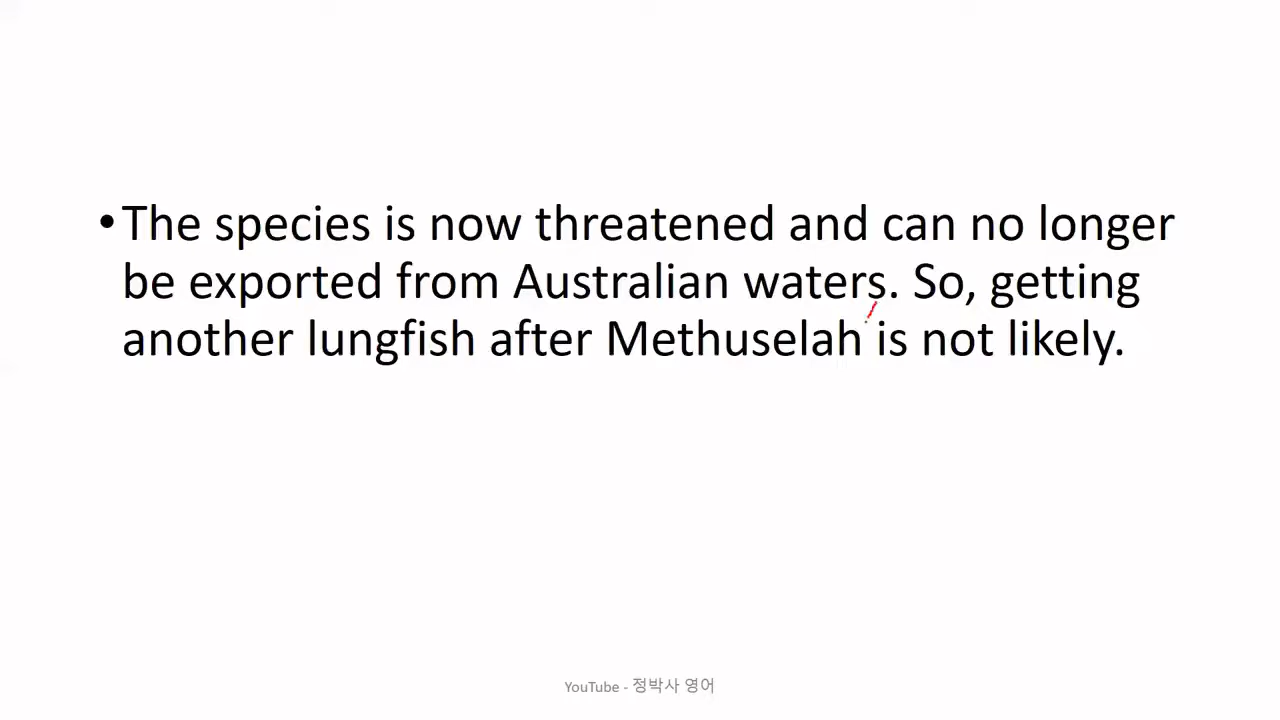 •The species is now threatened and can no longer
be exported from Australian waters. So, getting
another lungfish after Methuselah is not likely.
YouTube - 정박사 영어